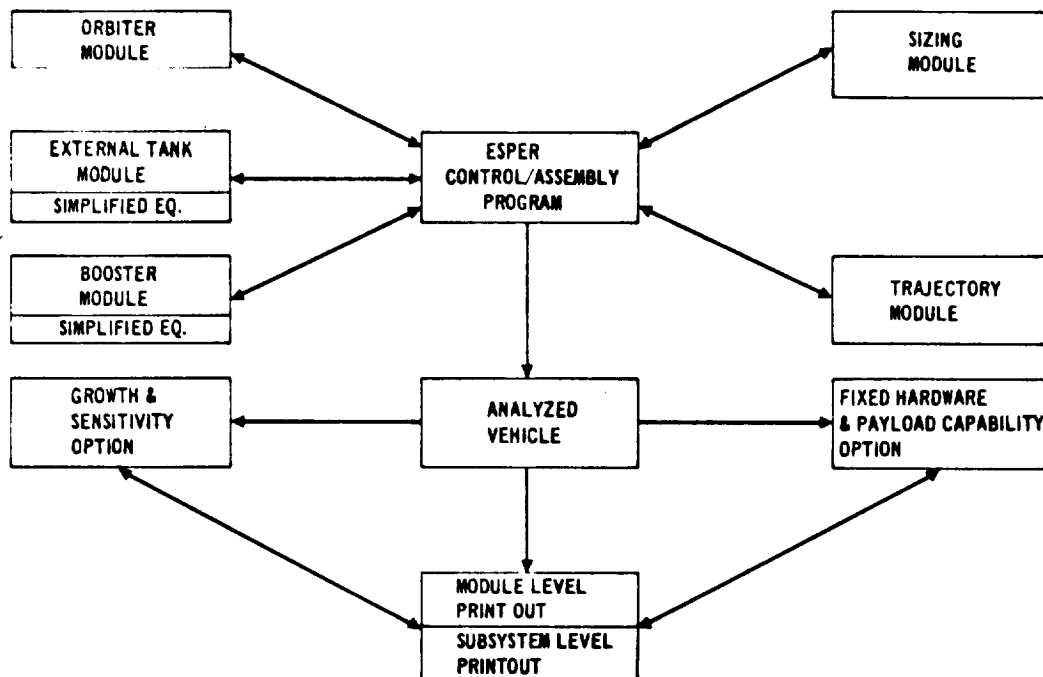 ORBITER
MODULE
SIZING
MODULE
EXTERNAL TANK
MODULE
SIMPLIFIED EQ.
ESPER
CONTROL/ASSEMBLY
PROGRAM
BOOSTER
MODULE
SIMPLIFIED EQ.
TRAJECTORY
MODULE
GROWTH &
SENSITIVITY
OPTION
ANALYZED
VEHICLE
FIXED HARDWARE
& PAYLOAD CAPABILITY
OPTION
MODULE LEVEL
PRINT OUT
SUBSYSTEM LEVEL
PRINTOUT